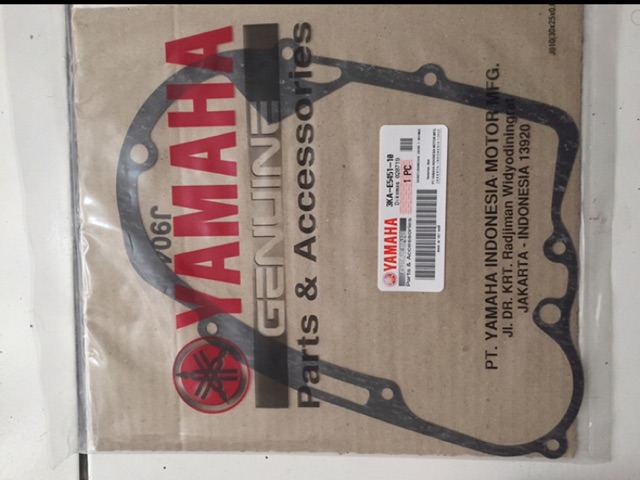 YAMAHA
GENUINE
Parts & Accessories
J904
PT. YAMAHA INDONESIA MOTOR MFG.
Jl. DR. KRT. Radjiman Widyodiningrat
JAKARTA - INDONESIA 13920
YAMAHA
Parts & Accessories
3KA-E5451-10
1 PC